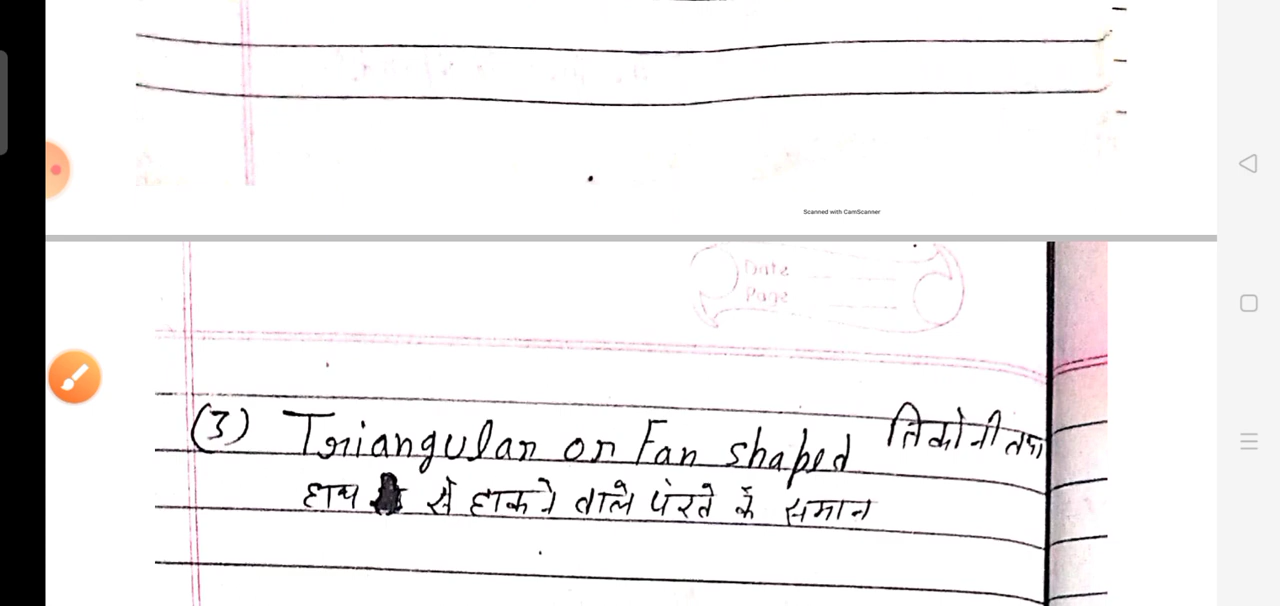 Scanned with CamScanner
Date
Page
(3) Triangular or Fan shaped तिकोनी तथा
हाथ से हाकने वाले पंखे के समान